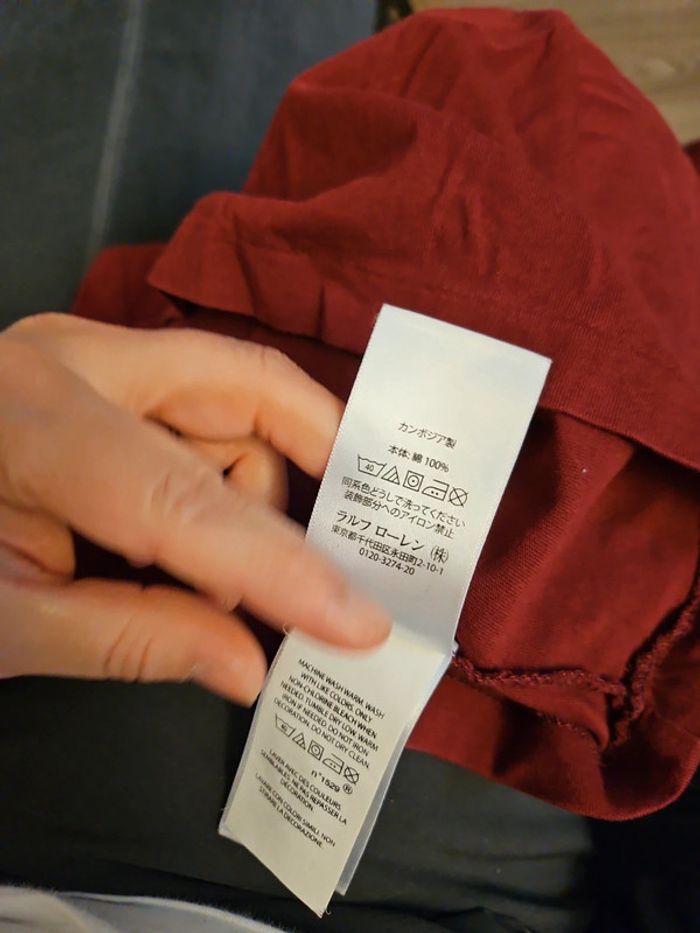 カンボジア製
本体: 綿 100%
40
同系色どうしで洗ってください
装飾部分へのアイロン禁止
ラルフ ローレン (株)
東京都千代田区永田町2-10-1
0120-3274-20
MACHINE WASH WARM. WASH
WITH LIKE COLORS. ONLY
NON-CHLORINE BLEACH WHEN
NEEDED. TUMBLE DRY LOW. WARM
IRON IF NEEDED. DO NOT IRON
DECORATION. DO NOT DRY CLEAN.
40
n°1529 ®
LAVER AVEC DES COULEURS
SEMBLABLES. NE PAS REPASSER LA
DÉCORATION.
LAVARE CON COLORI SIMILI. NON
STIRARE LA DECORAZIONE.